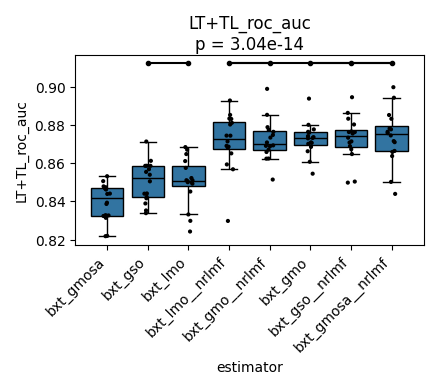 LT+TL_roc_auc
p = 3.04e-14
LT+TL_roc_auc
0.90
0.88
0.86
0.84
0.82
bxt_gmosa
bxt_gso
bxt_lmo
bxt_lmo__nrlmf
bxt_gmo__nrlmf
bxt_gmo
bxt_gso__nrlmf
bxt_gmosa__nrlmf
estimator